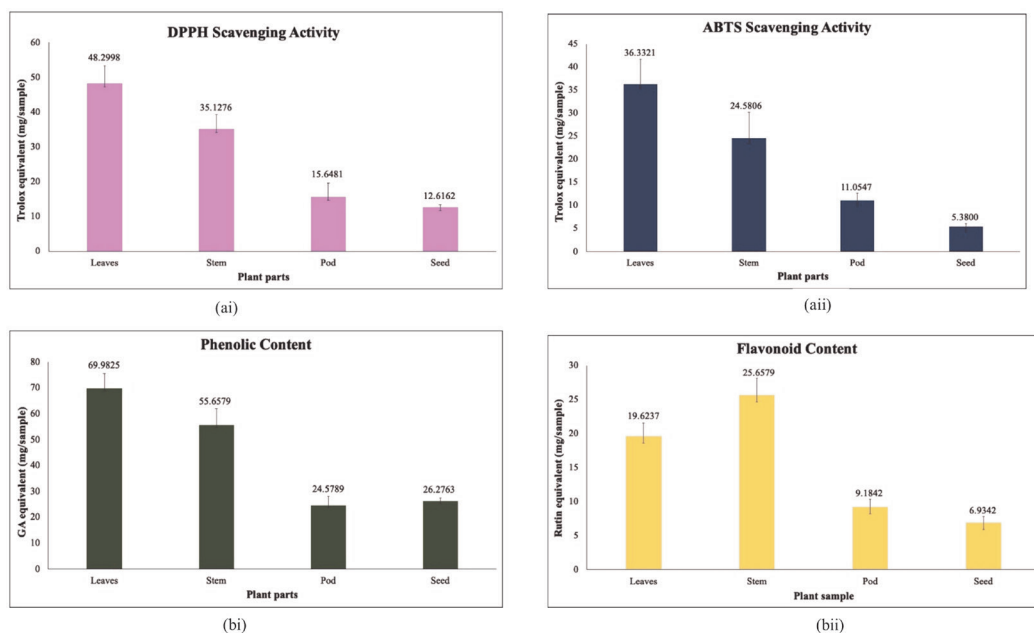 DPPH Scavenging Activity
Trolox equivalent (mg/sample)
60
50
40
30
20
10
0
48.2998
35.1276
15.6481
12.6162
Leaves Stem Pod Seed
Plant parts
(ai)
ABTS Scavenging Activity
Trolox equivalent (mg/sample)
45
40
35
30
25
20
15
10
5
0
36.3321
24.5806
11.0547
5.3800
Leaves Stem Pod Seed
Plant parts
(aii)
Phenolic Content
GA equivalent (mg/sample)
80
70
60
50
40
30
20
10
0
69.9825
55.6579
24.5789
26.2763
Leaves Stem Pod Seed
Plant parts
(bi)
Flavonoid Content
Rutin equivalent (mg/sample)
30
25
20
15
10
5
0
19.6237
25.6579
9.1842
6.9342
Leaves Stem Pod Seed
Plant sample
(bii)